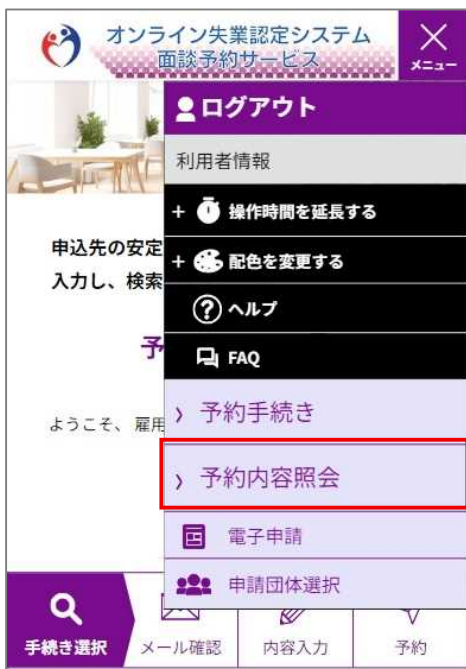 オンライン失業認定システム
面談予約サービス
メニュー
ログアウト
利用者情報
+ 操作時間を延長する
+ 配色を変更する
ヘルプ
FAQ
予約手続き
予約内容照会
電子申請
申請団体選択
申込先の安定
入力し、検索
予
ようこそ、雇用
手続き選択
メール確認
内容入力
予約